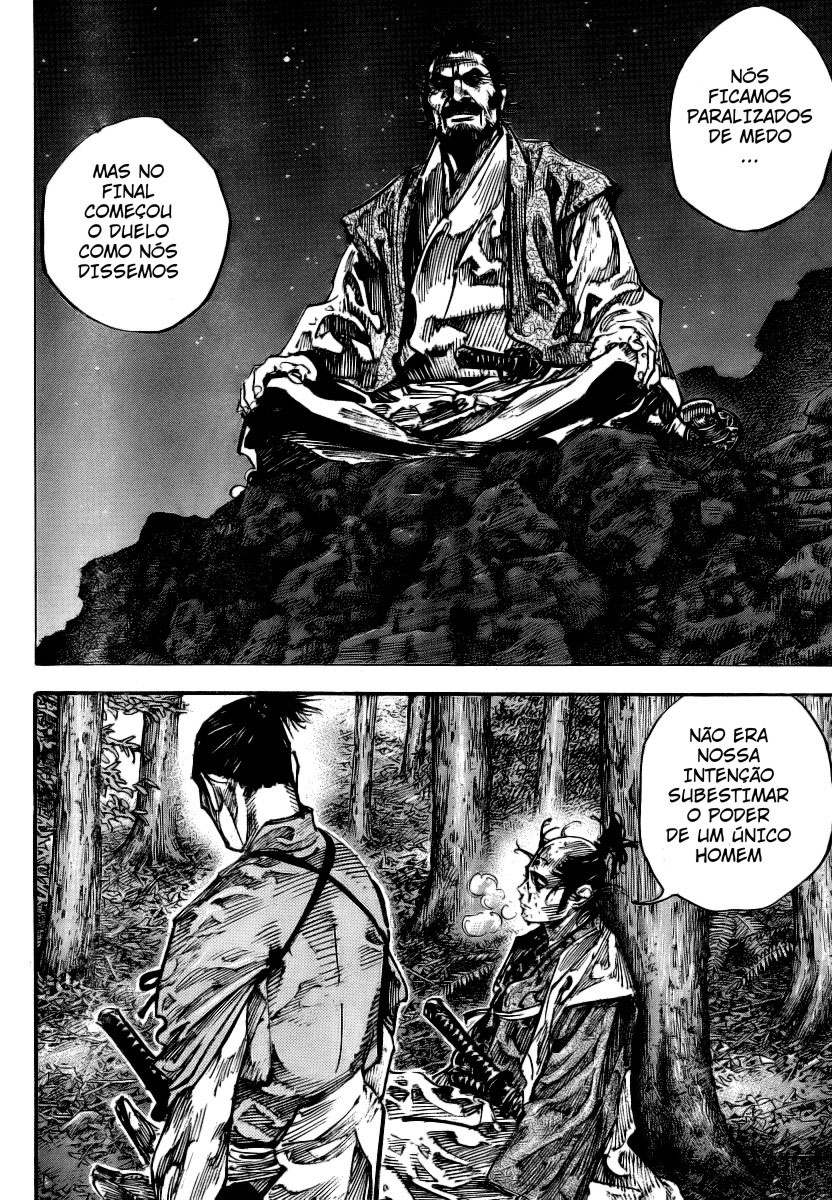 NÓS
FICAMOS
PARALIZADOS
DE MEDO
...
MAS NO
FINAL
COMEÇOU
O DUELO
COMO NÓS
DISSEMOS
NÃO ERA
NOSSA
INTENÇÃO
SUBESTIMAR
O PODER
DE UM ÚNICO
HOMEM